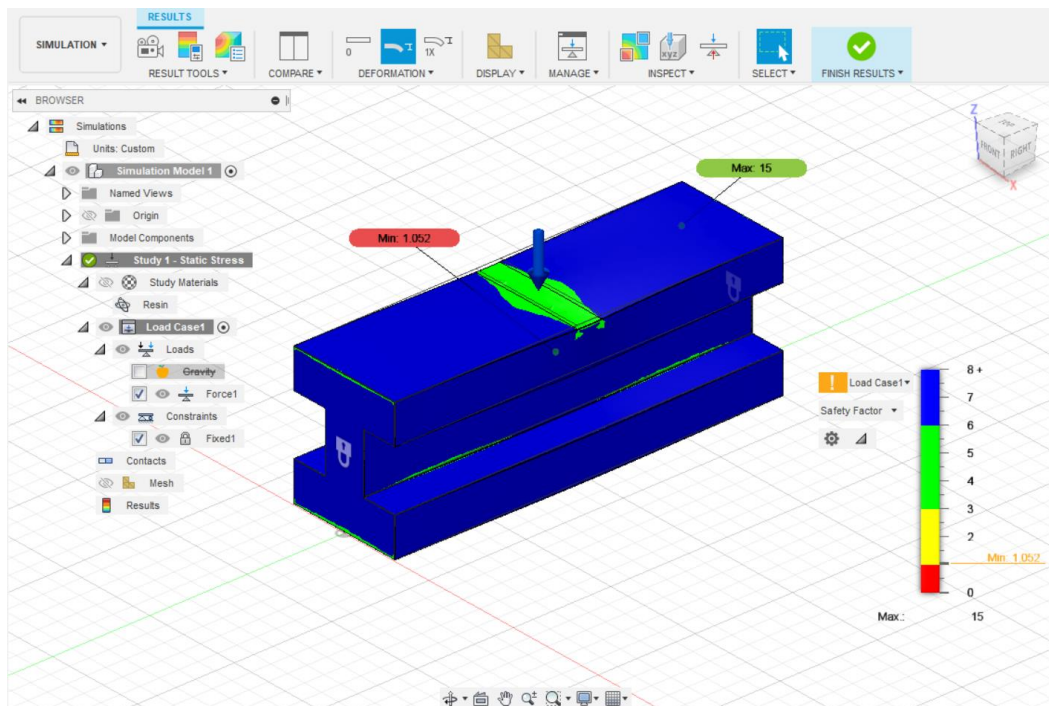 RESULTS
SIMULATION
RESULT TOOLS
COMPARE
0
1X
DEFORMATION
DISPLAY
MANAGE
xyz
INSPECT
SELECT
FINISH RESULTS
BROWSER
Simulations
Units: Custom
Simulation Model 1
Named Views
Origin
Model Components
Study 1 - Static Stress
Study Materials
Resin
Load Case1
Loads
Gravity
Force1
Constraints
Fixed1
Contacts
Mesh
Results
Z
TOP
FRONT
RIGHT
X
Max: 15
Min: 1.052
! Load Case1
Safety Factor
8 +
7
6
5
4
3
2
Min: 1.052
0
Max.: 15